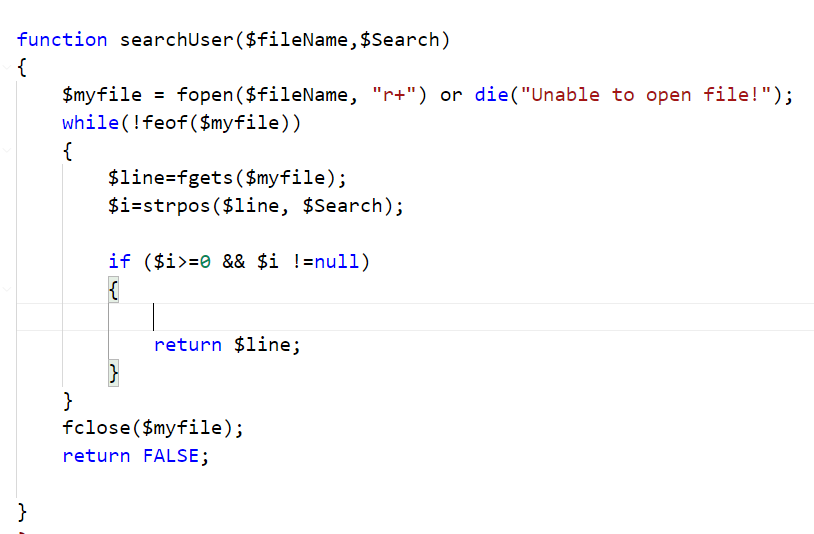 function searchUser($fileName,$Search)
{
    $myfile = fopen($fileName, "r+") or die("Unable to open file!");
    while(!feof($myfile))
    {
        $line=fgets($myfile);
        $i=strpos($line, $Search);
        if ($i>=0 && $i !=null)
        {
            return $line;
        }
    }
    fclose($myfile);
    return FALSE;
}